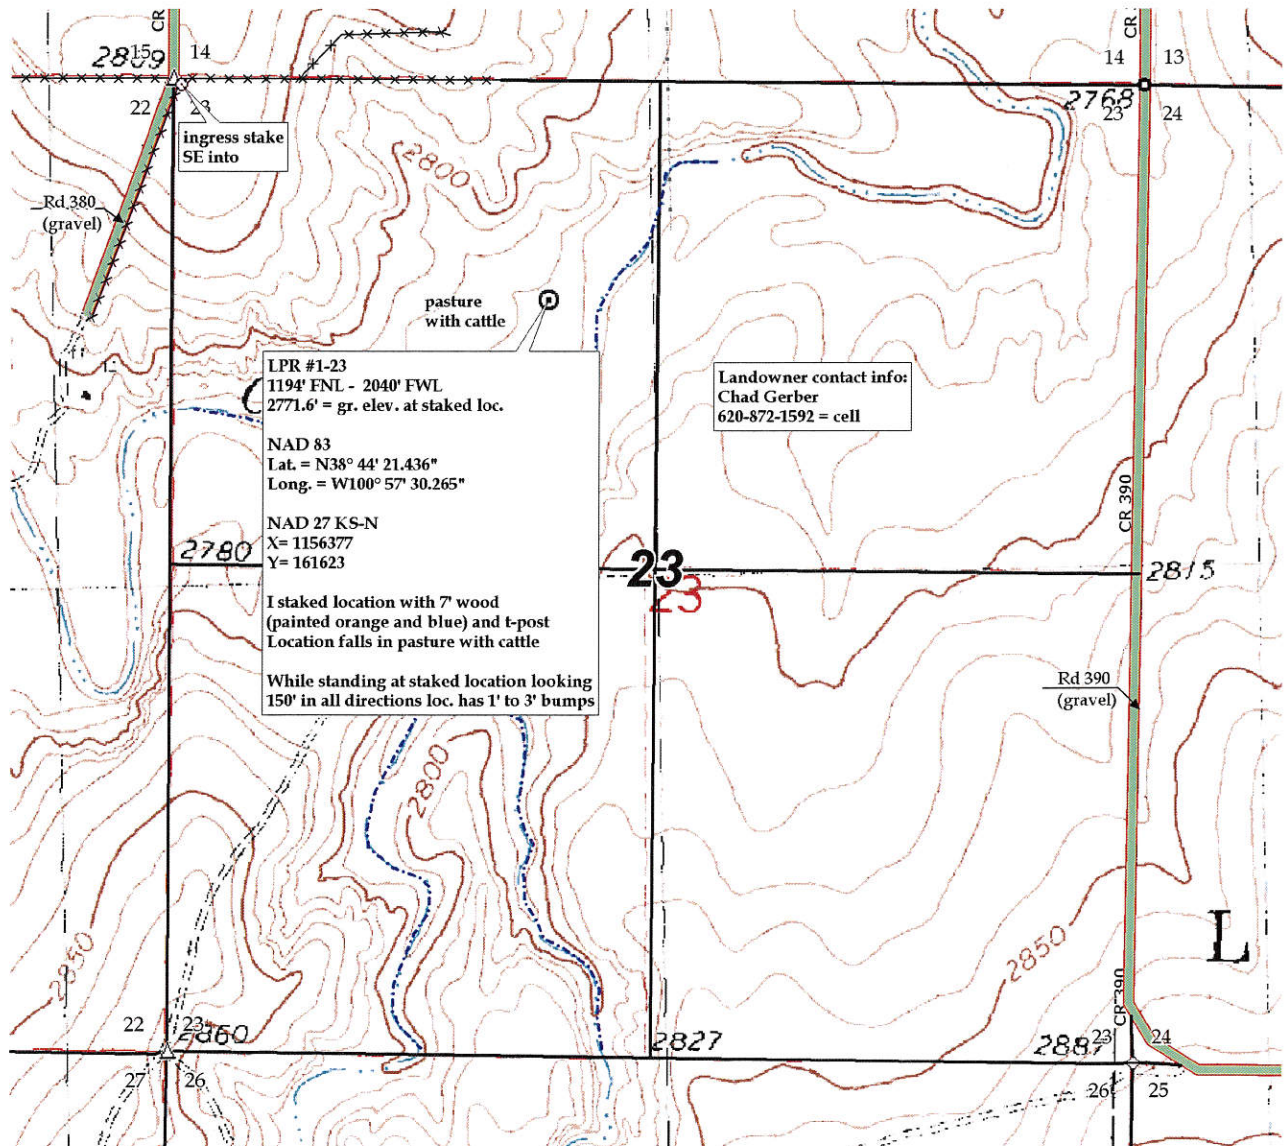 CR
CR
2809
15
14
14
13
22
23
2768
23
24
ingress stake
SE into
2800
Rd 380
(gravel)
pasture
with cattle
LPR #1-23
1194' FNL - 2040' FWL
2771.6' = gr. elev. at staked loc.
NAD 83
Lat. = N38° 44' 21.436"
Long. = W100° 57' 30.265"
NAD 27 KS-N
X= 1156377
Y= 161623
I staked location with 7' wood
(painted orange and blue) and t-post
Location falls in pasture with cattle
While standing at staked location looking
150' in all directions loc. has 1' to 3' bumps
Landowner contact info:
Chad Gerber
620-872-1592 = cell
CR 390
2780
23
23
2815
Rd 390
(gravel)
2800
2850
2850
L
CR 390
22
23
2860
2827
2887
23
24
27
26
26
25